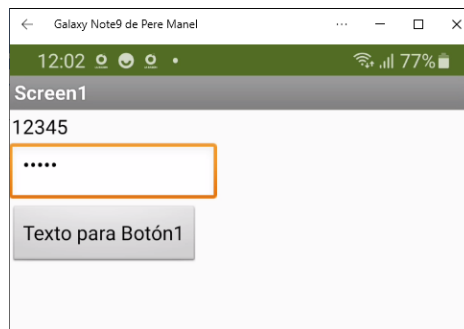 Galaxy Note9 de Pere Manel
12:02 77%
Screen1
12345
•••••
Texto para Botón1